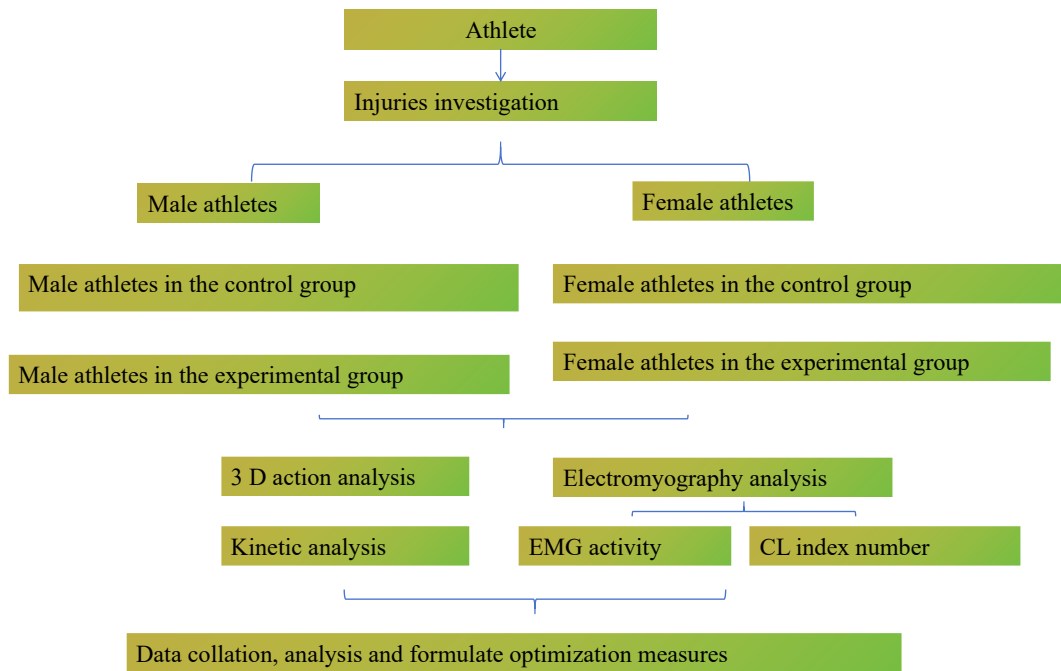 Athlete
Injuries investigation
Male athletes
Female athletes
Male athletes in the control group
Female athletes in the control group
Male athletes in the experimental group
Female athletes in the experimental group
3 D action analysis
Electromyography analysis
Kinetic analysis
EMG activity
CL index number
Data collation, analysis and formulate optimization measures